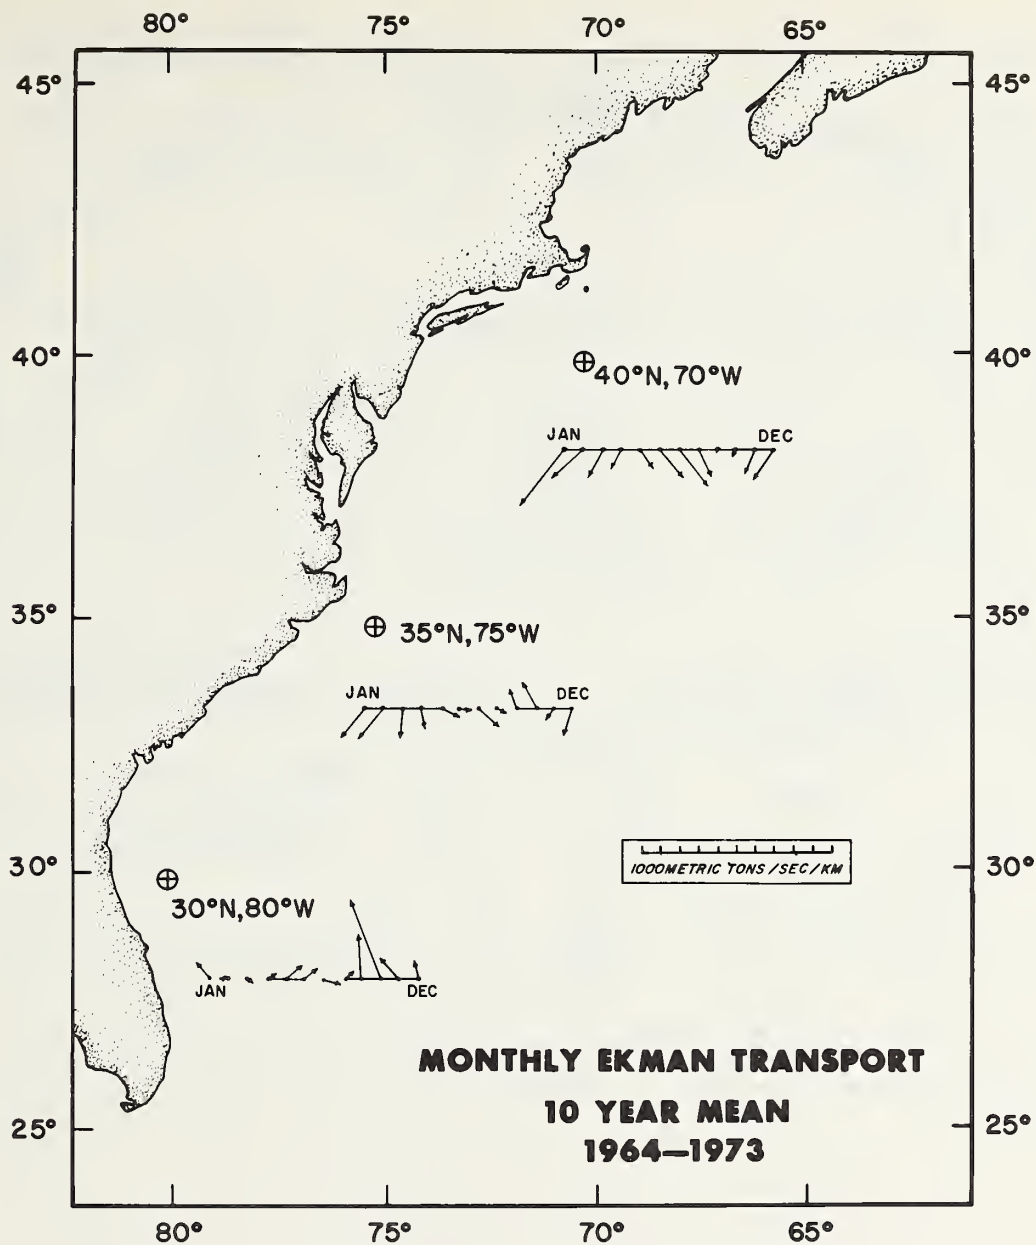 80° 75° 70° 65°
45° 45°
40° 40°
40°N,70°W
JAN DEC
35° 35°
35°N,75°W
JAN DEC
30° 30°
1000METRIC TONS/SEC/KM
30°N,80°W
JAN DEC
MONTHLY EKMAN TRANSPORT
10 YEAR MEAN
1964—1973
25° 25°
80° 75° 70° 65°